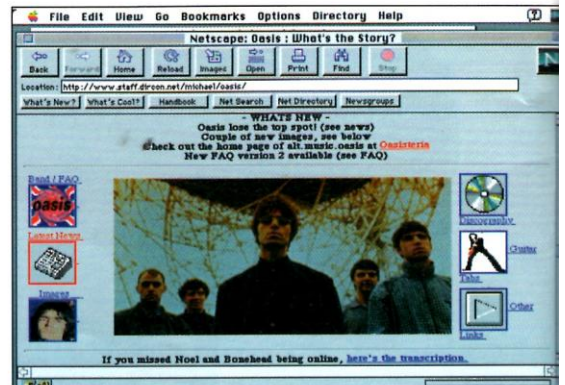 File Edit View Go Bookmarks Options Directory Help
Netscape: Oasis : What's the Story?
Back Forward Home Reload Images Open Print Find Stop
Location: http://www.staff.dircon.net/michael/oasis/
What's New? What's Cool? Handbook Net Search Net Directory Newsgroups
- WHATS NEW -
Oasis lose the top spot! (see news)
Couple of new images, see below
Check out the home page of alt.music.oasis at Oasisteria
New FAQ version 2 available (see FAQ)
Band / FAQ
oasis
Latest News
Images
Discography
Guitar
Tabs
Other
Links
If you missed Noel and Bonehead being online, here's the transcription.